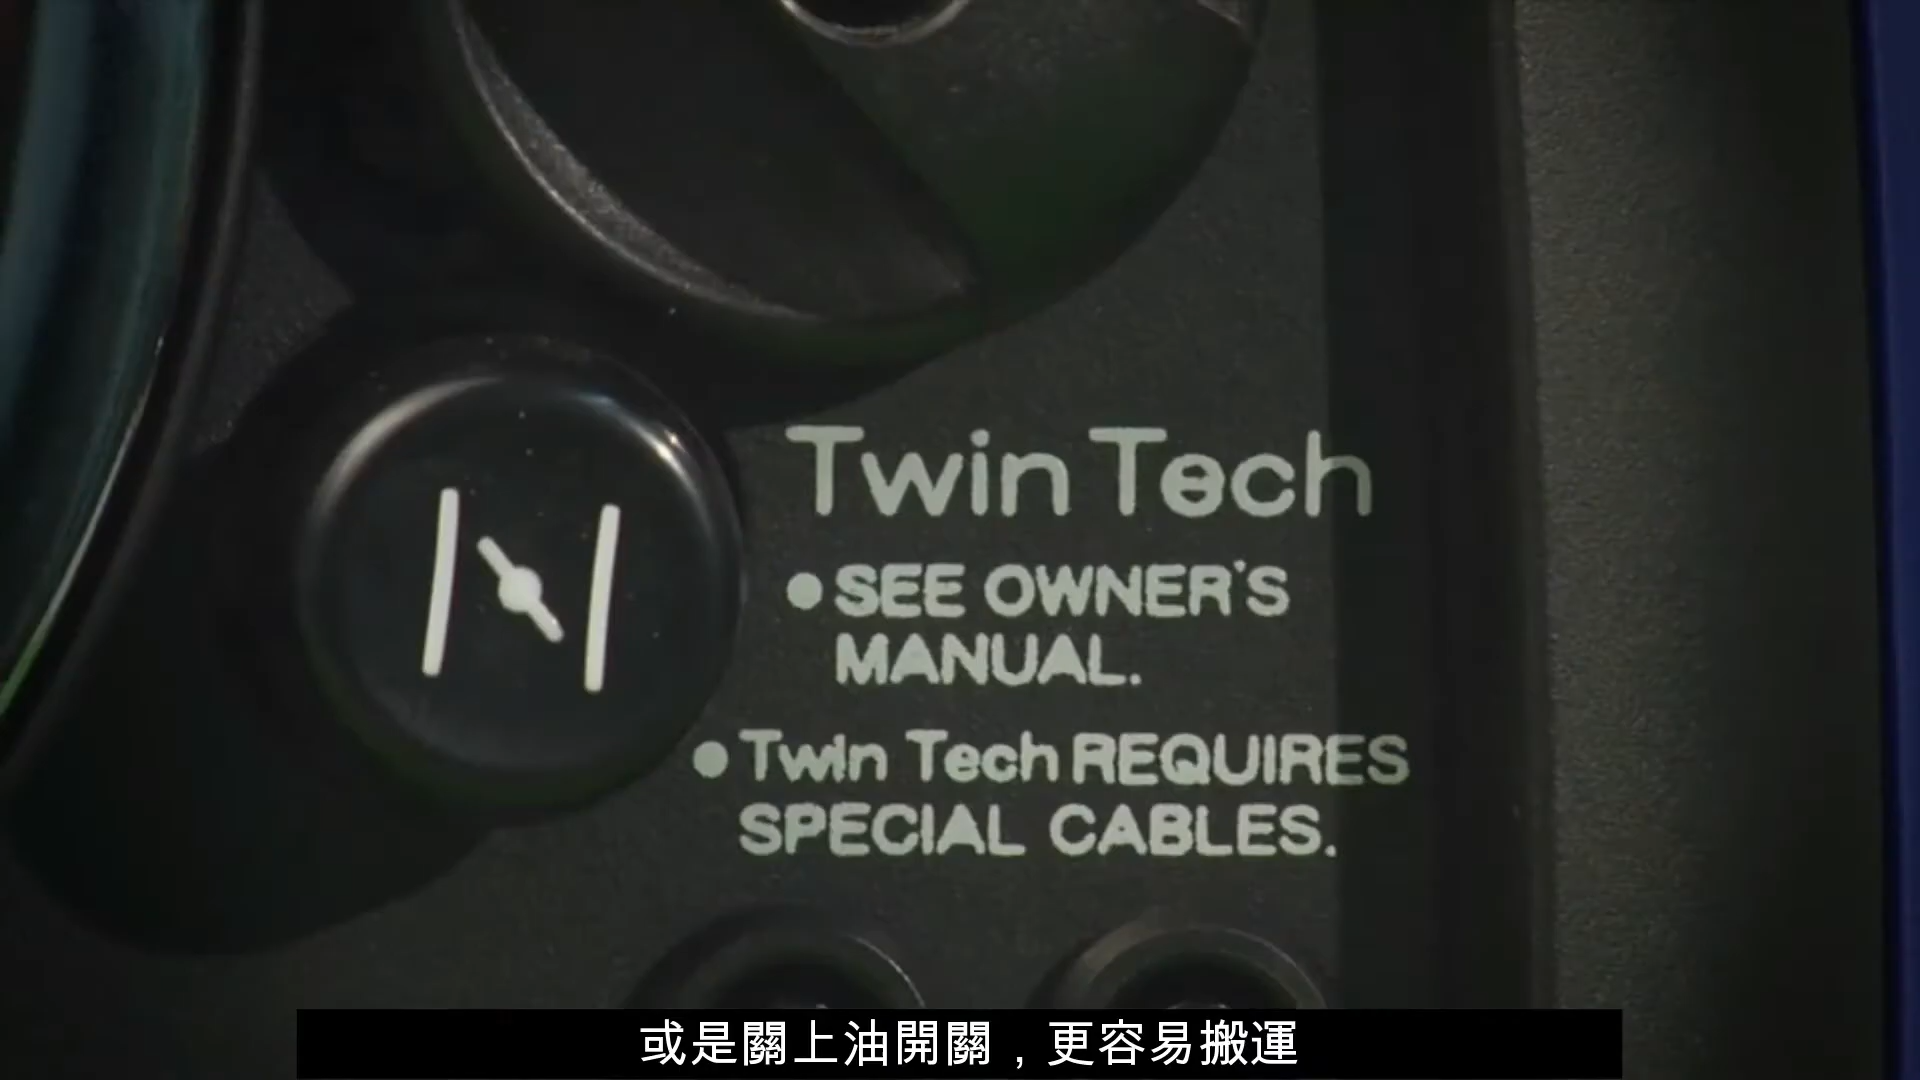 Twin Tech
●SEE OWNER'S
MANUAL.
●Twin Tech REQUIRES
SPECIAL CABLES.
或是關上油開關，更容易搬運